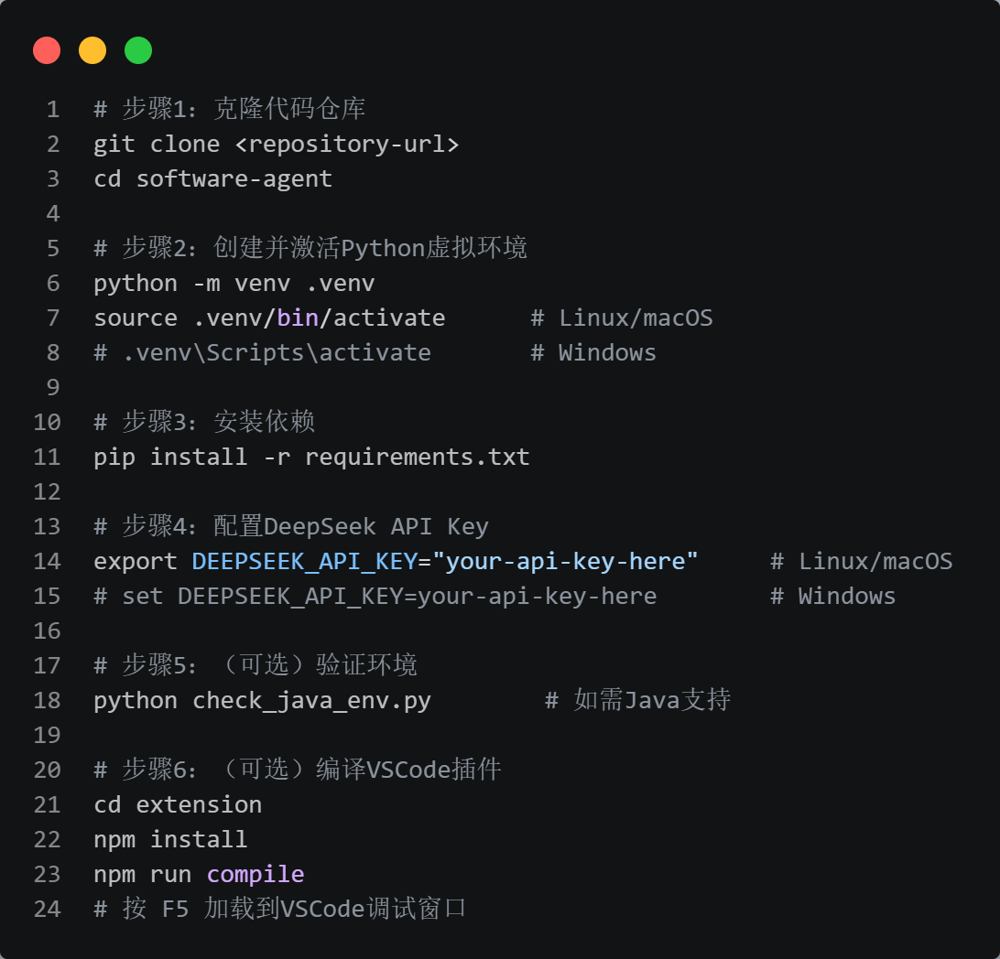 1 # 步骤1：克隆代码仓库
2 git clone <repository-url>
3 cd software-agent
4
5 # 步骤2：创建并激活Python虚拟环境
6 python -m venv .venv
7 source .venv/bin/activate      # Linux/macOS
8 # .venv\Scripts\activate       # Windows
9
10 # 步骤3：安装依赖
11 pip install -r requirements.txt
12
13 # 步骤4：配置DeepSeek API Key
14 export DEEPSEEK_API_KEY="your-api-key-here"     # Linux/macOS
15 # set DEEPSEEK_API_KEY=your-api-key-here        # Windows
16
17 # 步骤5：（可选）验证环境
18 python check_java_env.py        # 如需Java支持
19
20 # 步骤6：（可选）编译VSCode插件
21 cd extension
22 npm install
23 npm run compile
24 # 按 F5 加载到VSCode调试窗口